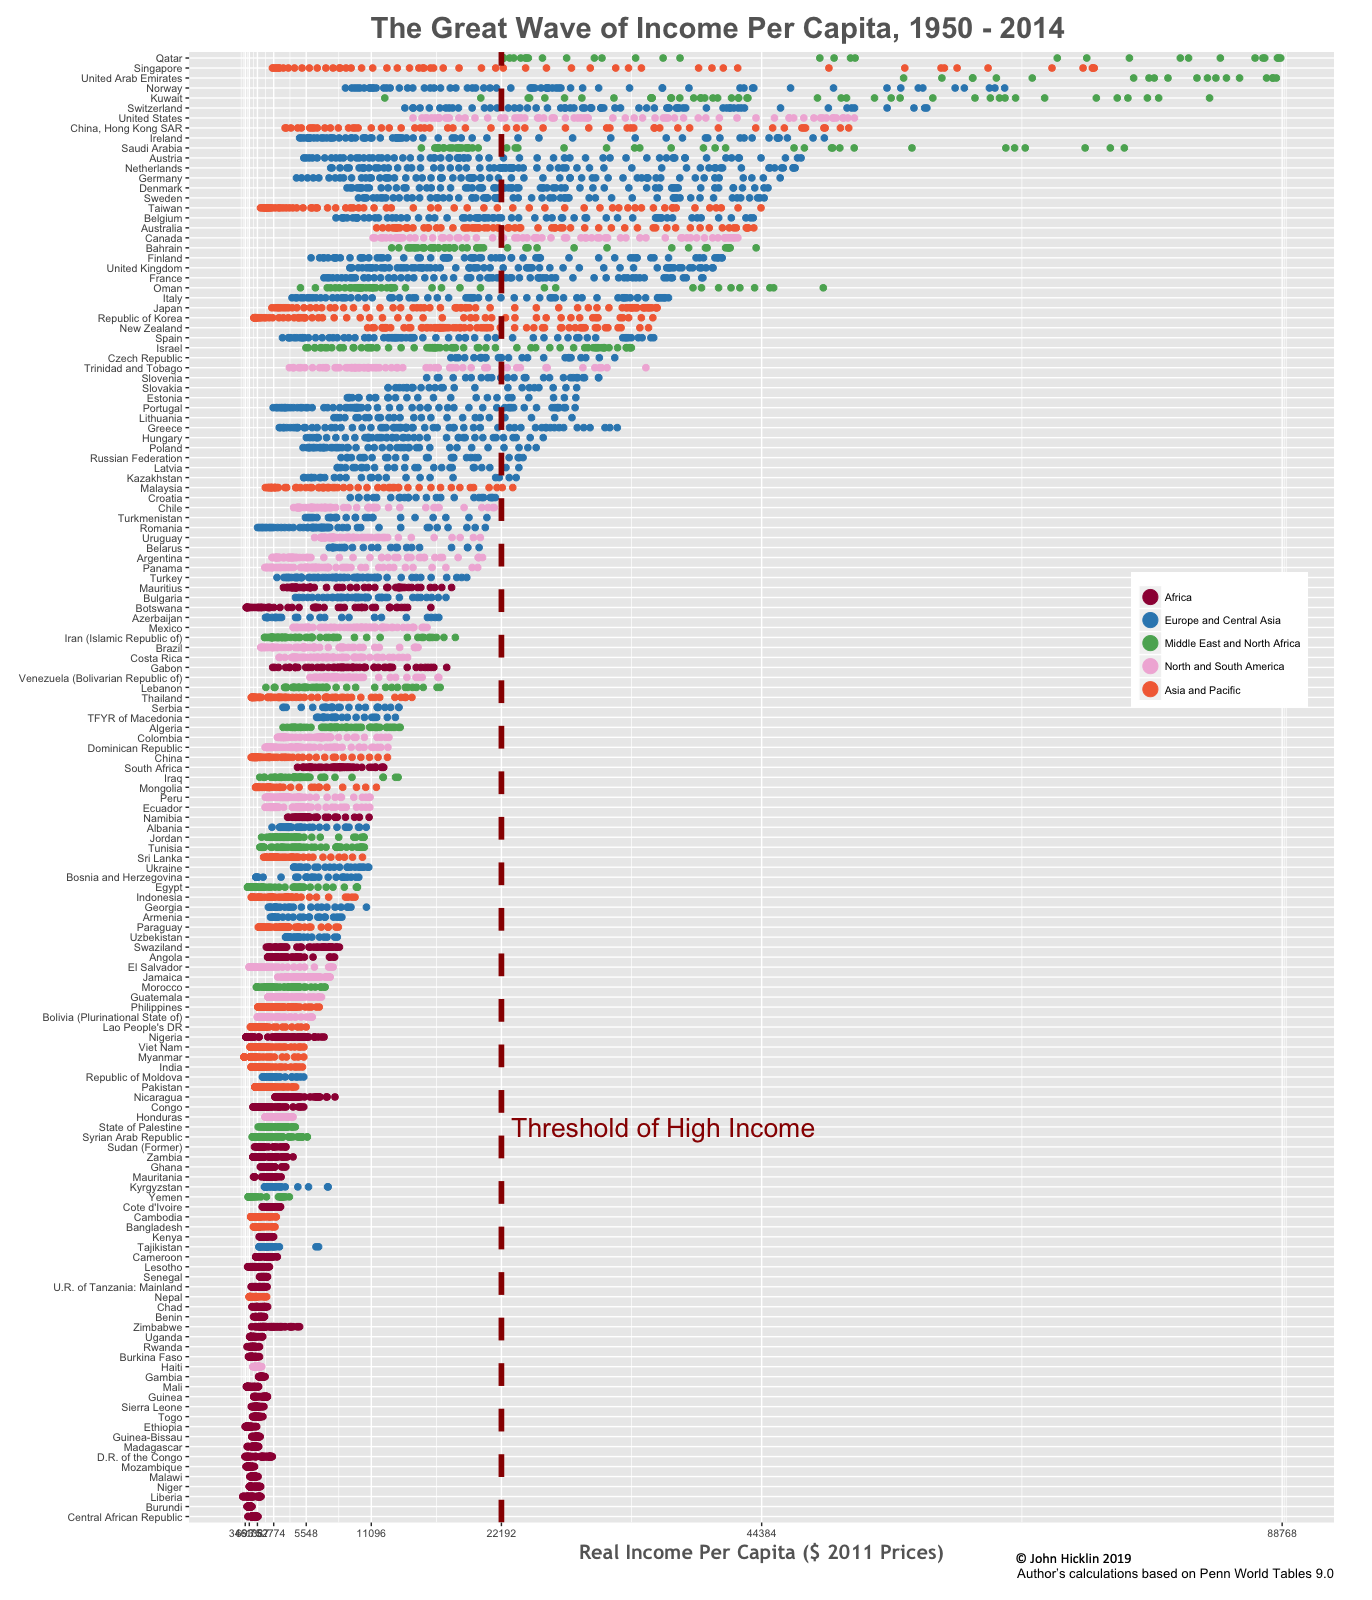 The Great Wave of Income Per Capita, 1950 - 2014
Qatar
Singapore
United Arab Emirates
Norway
Kuwait
Switzerland
United States
China, Hong Kong SAR
Ireland
Saudi Arabia
Austria
Netherlands
Germany
Denmark
Sweden
Taiwan
Belgium
Australia
Canada
Bahrain
Finland
United Kingdom
France
Oman
Italy
Japan
Republic of Korea
New Zealand
Spain
Israel
Czech Republic
Trinidad and Tobago
Slovenia
Slovakia
Estonia
Portugal
Lithuania
Greece
Hungary
Poland
Russian Federation
Latvia
Kazakhstan
Malaysia
Croatia
Chile
Turkmenistan
Romania
Uruguay
Belarus
Argentina
Panama
Turkey
Mauritius
Bulgaria
Botswana
Azerbaijan
Mexico
Iran (Islamic Republic of)
Brazil
Costa Rica
Gabon
Venezuela (Bolivarian Republic of)
Lebanon
Thailand
Serbia
TFYR of Macedonia
Algeria
Colombia
Dominican Republic
China
South Africa
Iraq
Mongolia
Peru
Ecuador
Namibia
Albania
Jordan
Tunisia
Sri Lanka
Ukraine
Bosnia and Herzegovina
Egypt
Indonesia
Georgia
Armenia
Paraguay
Uzbekistan
Swaziland
Angola
El Salvador
Jamaica
Morocco
Guatemala
Philippines
Bolivia (Plurinational State of)
Lao People's DR
Nigeria
Viet Nam
Myanmar
India
Republic of Moldova
Pakistan
Nicaragua
Congo
Honduras
State of Palestine
Syrian Arab Republic
Sudan (Former)
Zambia
Ghana
Mauritania
Kyrgyzstan
Yemen
Cote d'Ivoire
Cambodia
Bangladesh
Kenya
Tajikistan
Cameroon
Lesotho
Senegal
U.R. of Tanzania: Mainland
Nepal
Chad
Benin
Zimbabwe
Uganda
Rwanda
Burkina Faso
Haiti
Gambia
Mali
Guinea
Sierra Leone
Togo
Ethiopia
Guinea-Bissau
Madagascar
D.R. of the Congo
Mozambique
Malawi
Niger
Liberia
Burundi
Central African Republic
Africa
Europe and Central Asia
Middle East and North Africa
North and South America
Asia and Pacific
Threshold of High Income
5548 11096 22192 44384 88768
Real Income Per Capita ($ 2011 Prices)
© John Hicklin 2019
Author's calculations based on Penn World Tables 9.0